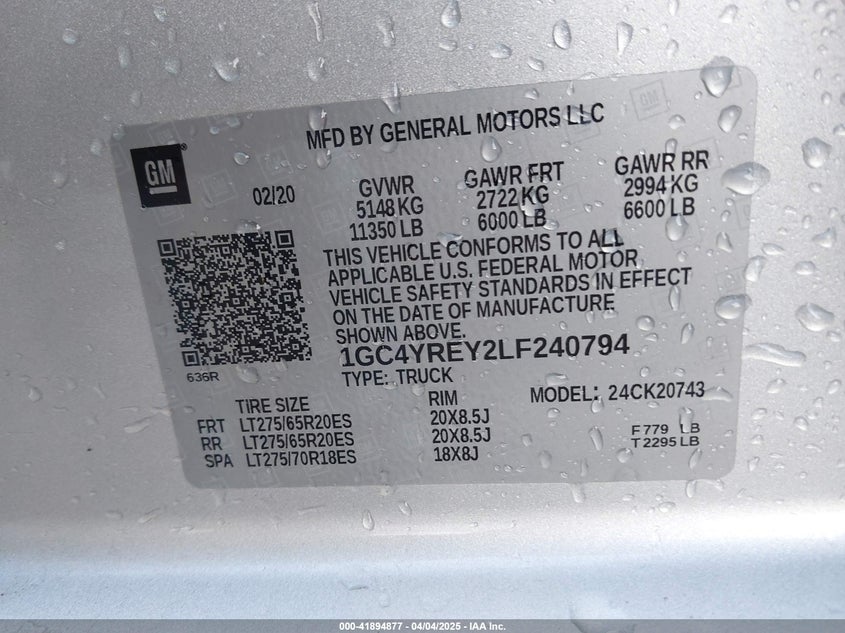 MFD BY GENERAL MOTORS LLC
GM
02/20
GVWR
5148 KG
11350 LB
GAWR FRT
2722 KG
6000 LB
GAWR RR
2994 KG
6600 LB
THIS VEHICLE CONFORMS TO ALL
APPLICABLE U.S. FEDERAL MOTOR
VEHICLE SAFETY STANDARDS IN EFFECT
ON THE DATE OF MANUFACTURE
SHOWN ABOVE.
1GC4YREY2LF240794
636R
TYPE: TRUCK
MODEL: 24CK20743
TIRE SIZE RIM
FRT LT275/65R20ES 20X8.5J
RR LT275/65R20ES 20X8.5J
SPA LT275/70R18ES 18X8J
F 779 LB
T 2295 LB
000-41894877 - 04/04/2025 - IAA Inc.